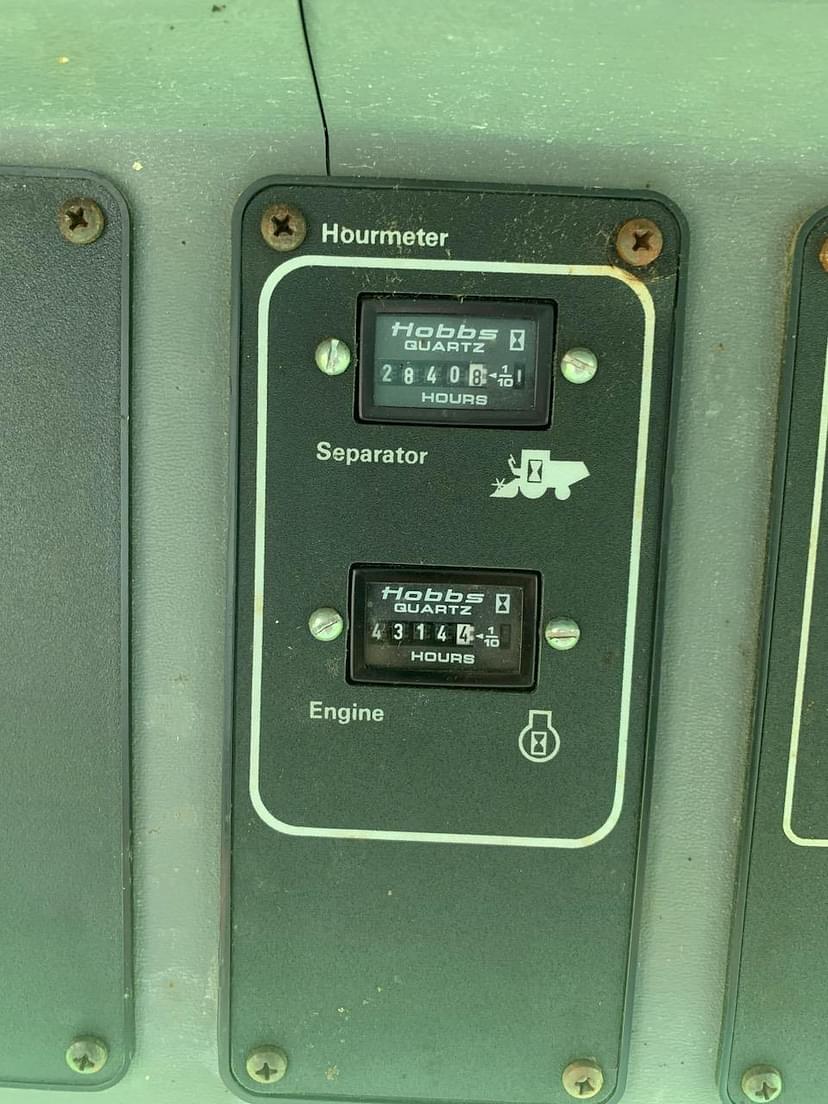 Hourmeter
Hobbs
QUARTZ
28408 1/10
HOURS
Separator
Hobbs
QUARTZ
43144 1/10
HOURS
Engine